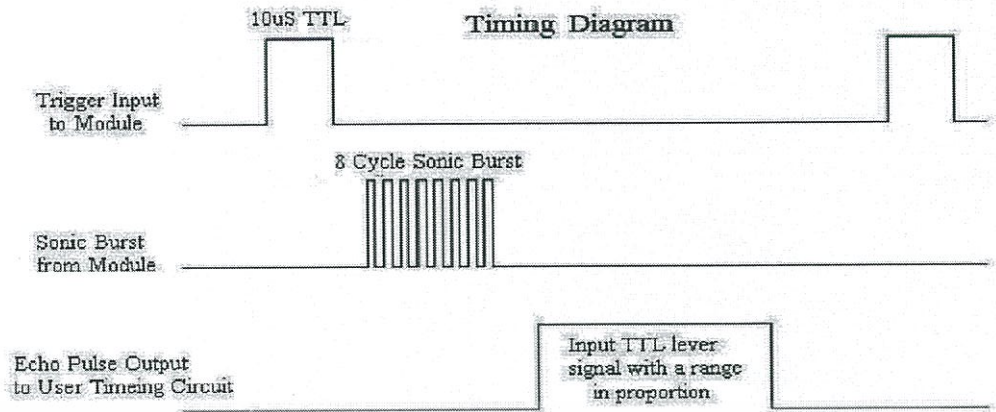 10uS TTL
Timing Diagram
Trigger Input
to Module
8 Cycle Sonic Burst
Sonic Burst
from Module
Echo Pulse Output
to User Timeing Circuit
Input TTL lever
signal with a range
in proportion